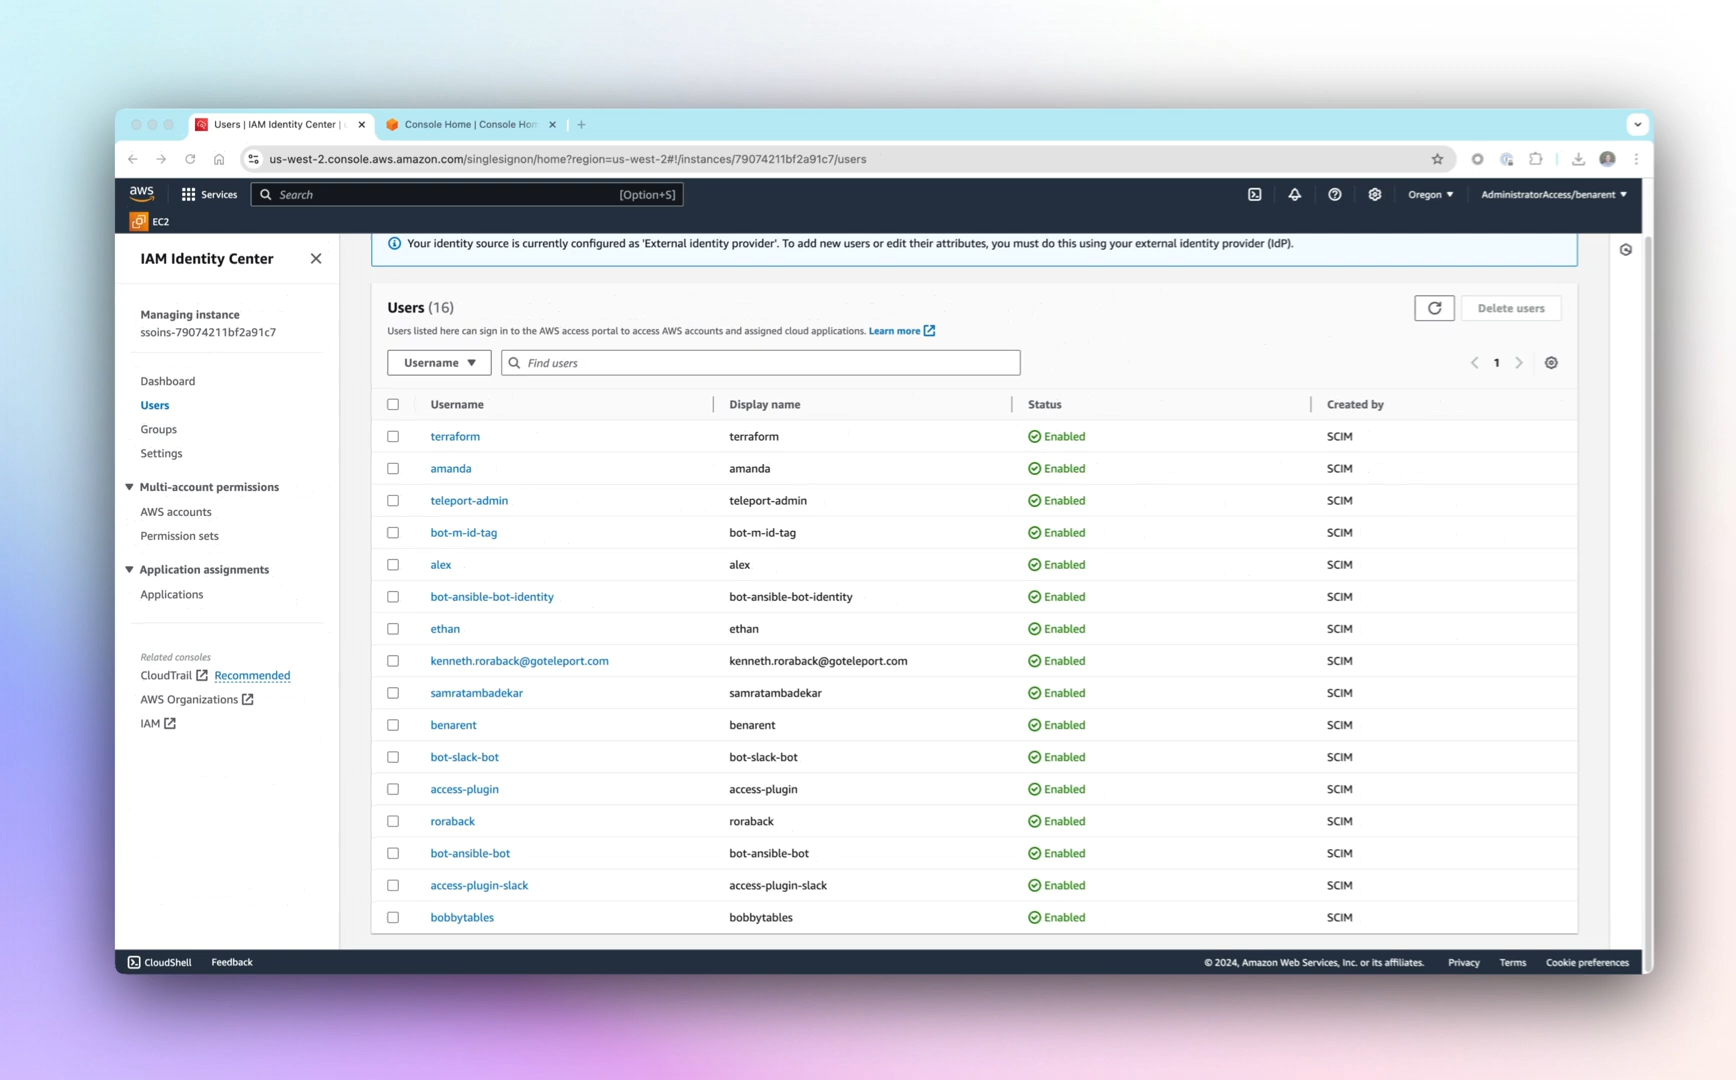 Users | IAM Identity Center |
Console Home | Console Hom
us-west-2.console.aws.amazon.com/singlesignon/home?region=us-west-2#!/instances/79074211bf2a91c7/users
aws
Services
Search
[Option+S]
Oregon
AdministratorAccess/benarent
EC2
IAM Identity Center
Managing instance
ssoins-79074211bf2a91c7
Dashboard
Users
Groups
Settings
Multi-account permissions
AWS accounts
Permission sets
Application assignments
Applications
Related consoles
CloudTrail Recommended
AWS Organizations
IAM
Your identity source is currently configured as 'External identity provider'. To add new users or edit their attributes, you must do this using your external identity provider (IdP).
Users (16)
Delete users
Users listed here can sign in to the AWS access portal to access AWS accounts and assigned cloud applications. Learn more
Username
Find users
1
Username Display name Status Created by
terraform terraform Enabled SCIM
amanda amanda Enabled SCIM
teleport-admin teleport-admin Enabled SCIM
bot-m-id-tag bot-m-id-tag Enabled SCIM
alex alex Enabled SCIM
bot-ansible-bot-identity bot-ansible-bot-identity Enabled SCIM
ethan ethan Enabled SCIM
kenneth.roraback@goteleport.com kenneth.roraback@goteleport.com Enabled SCIM
samratambadekar samratambadekar Enabled SCIM
benarent benarent Enabled SCIM
bot-slack-bot bot-slack-bot Enabled SCIM
access-plugin access-plugin Enabled SCIM
roraback roraback Enabled SCIM
bot-ansible-bot bot-ansible-bot Enabled SCIM
access-plugin-slack access-plugin-slack Enabled SCIM
bobbytables bobbytables Enabled SCIM
CloudShell
Feedback
© 2024, Amazon Web Services, Inc. or its affiliates.
Privacy
Terms
Cookie preferences